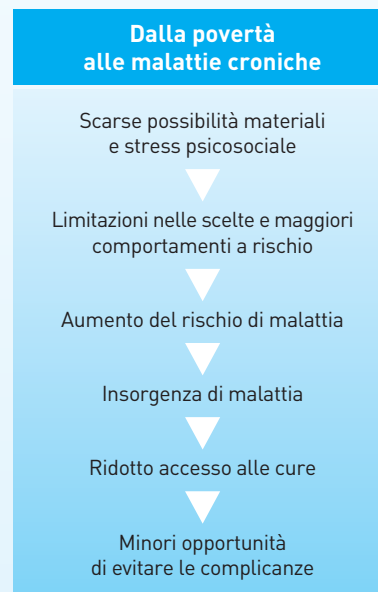 Dalla povertà
alle malattie croniche
Scarse possibilità materiali
e stress psicosociale
Limitazioni nelle scelte e maggiori
comportamenti a rischio
Aumento del rischio di malattia
Insorgenza di malattia
Ridotto accesso alle cure
Minori opportunità
di evitare le complicanze